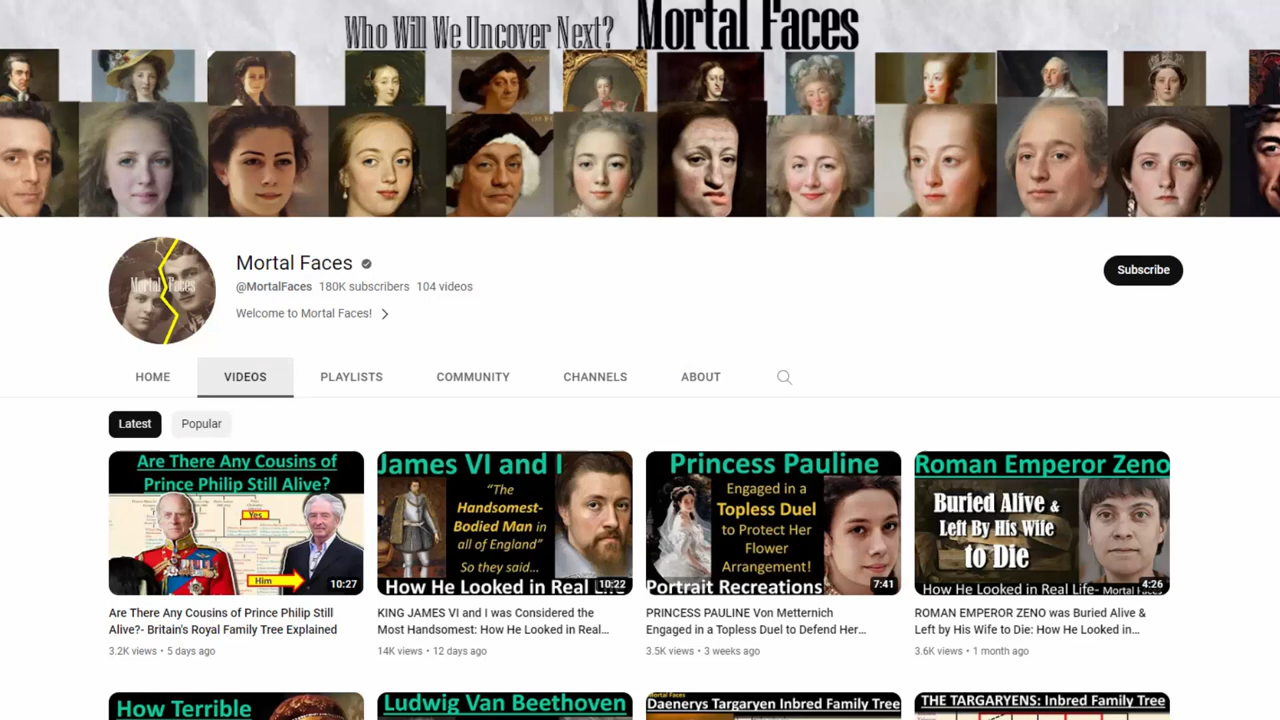 Who Will We Uncover Next? Mortal Faces
Mortal Faces
Mortal Faces
@MortalFaces 180K subscribers 104 videos
Welcome to Mortal Faces!
Subscribe
HOME VIDEOS PLAYLISTS COMMUNITY CHANNELS ABOUT
Latest Popular
Are There Any Cousins of
Prince Philip Still Alive?
Yes
Him
10:27
James VI and I
“The
Handsomest-
Bodied Man in
all of England”
So they said...
How He Looked in Real Life
10:22
Princess Pauline
Engaged in a
Topless Duel
to Protect Her
Flower
Arrangement!
Portrait Recreations
7:41
Roman Emperor Zeno
Buried Alive &
Left By His Wife
to Die
4:26
How He Looked in Real Life- Mortal Faces
Are There Any Cousins of Prince Philip Still
Alive?- Britain's Royal Family Tree Explained
3.2K views • 5 days ago
KING JAMES VI and I was Considered the
Most Handsomest: How He Looked in Real...
14K views • 12 days ago
PRINCESS PAULINE Von Metternich
Engaged in a Topless Duel to Defend Her...
3.5K views • 3 weeks ago
ROMAN EMPEROR ZENO was Buried Alive &
Left by His Wife to Die: How He Looked in...
3.6K views • 1 month ago
How Terrible
Ludwig Van Beethoven
Mortal Faces
Daenerys Targaryen Inbred Family Tree
THE TARGARYENS: Inbred Family Tree